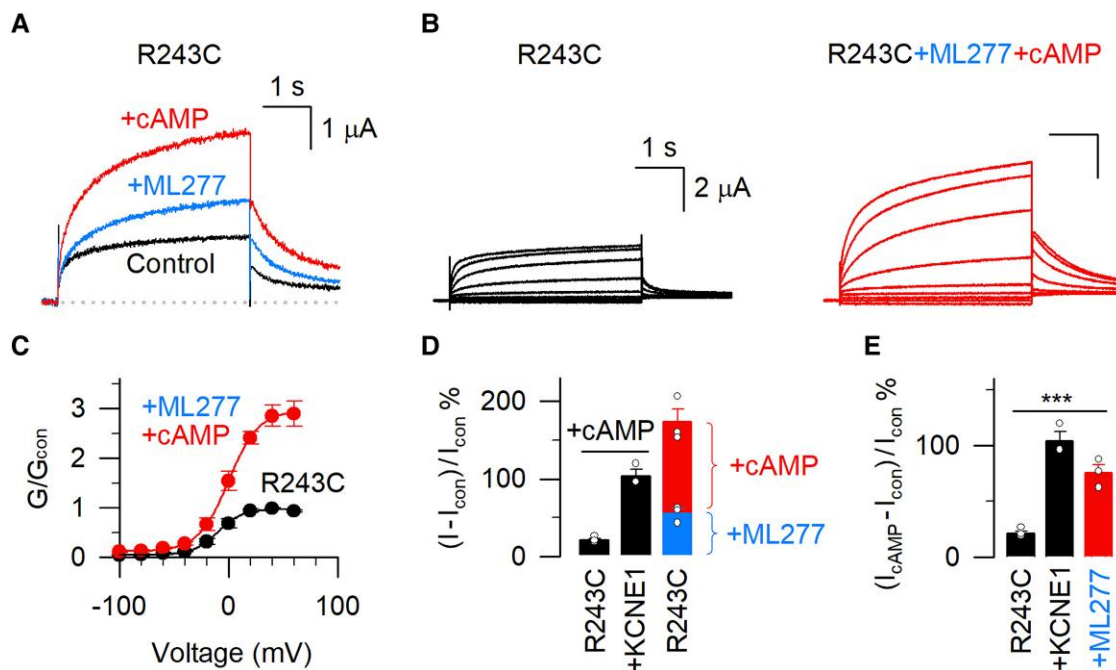 A
R243C
1 s
1 μA
+cAMP
+ML277
Control
B
R243C
1 s
2 μA
R243C+ML277+cAMP
C
G/Gcon
3
2
1
0
+ML277
+cAMP
R243C
-100
0
100
Voltage (mV)
D
(I - Icon) / Icon %
200
100
0
+cAMP
+cAMP
+ML277
R243C
+KCNE1
R243C
E
(IcAMP - Icon) / Icon %
100
0
***
R243C
+KCNE1
+ML277